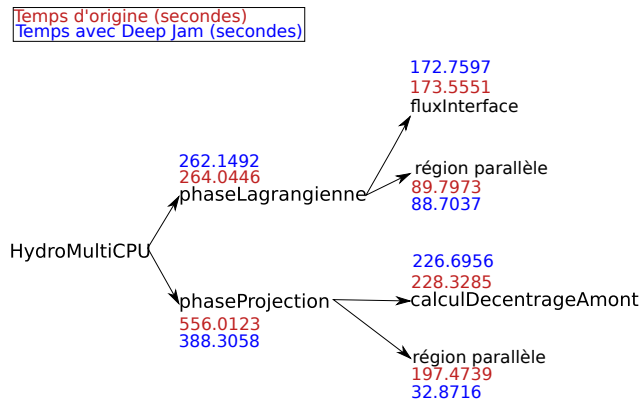 Temps d'origine (secondes)
Temps avec Deep Jam (secondes)
172.7597
173.5551
fluxInterface
262.1492
264.0446
phaseLagrangienne
région parallèle
89.7973
88.7037
HydroMultiCPU
226.6956
228.3285
calculDecentrageAmont
phaseProjection
556.0123
388.3058
région parallèle
197.4739
32.8716